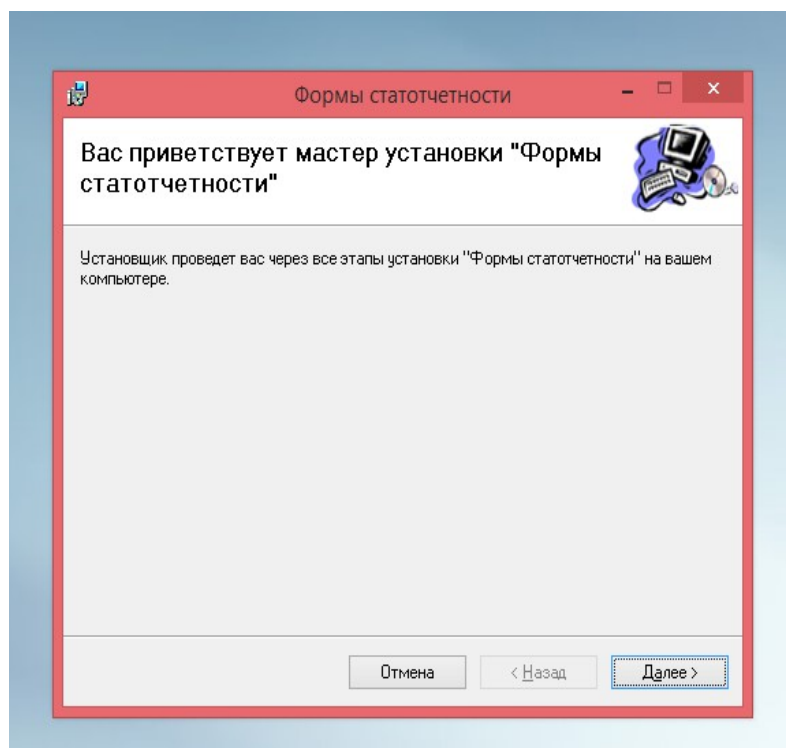 Формы статотчетности
Вас приветствует мастер установки "Формы
статотчетности"
Установщик проведет вас через все этапы установки "Формы статотчетности" на вашем
компьютере.
Отмена
< Назад
Далее >